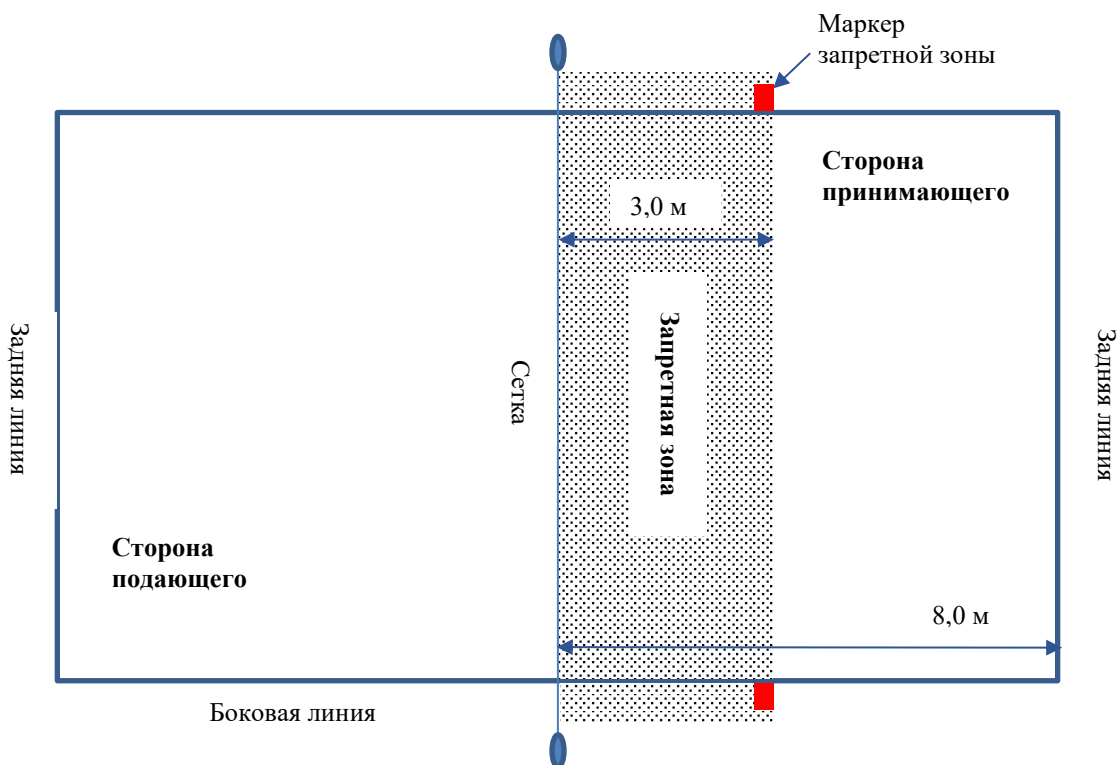 Маркер
запретной зоны
Сторона
принимающего
3,0 м
Задняя линия
Сетка
Запретная зона
Задняя линия
Сторона
подающего
8,0 м
Боковая линия